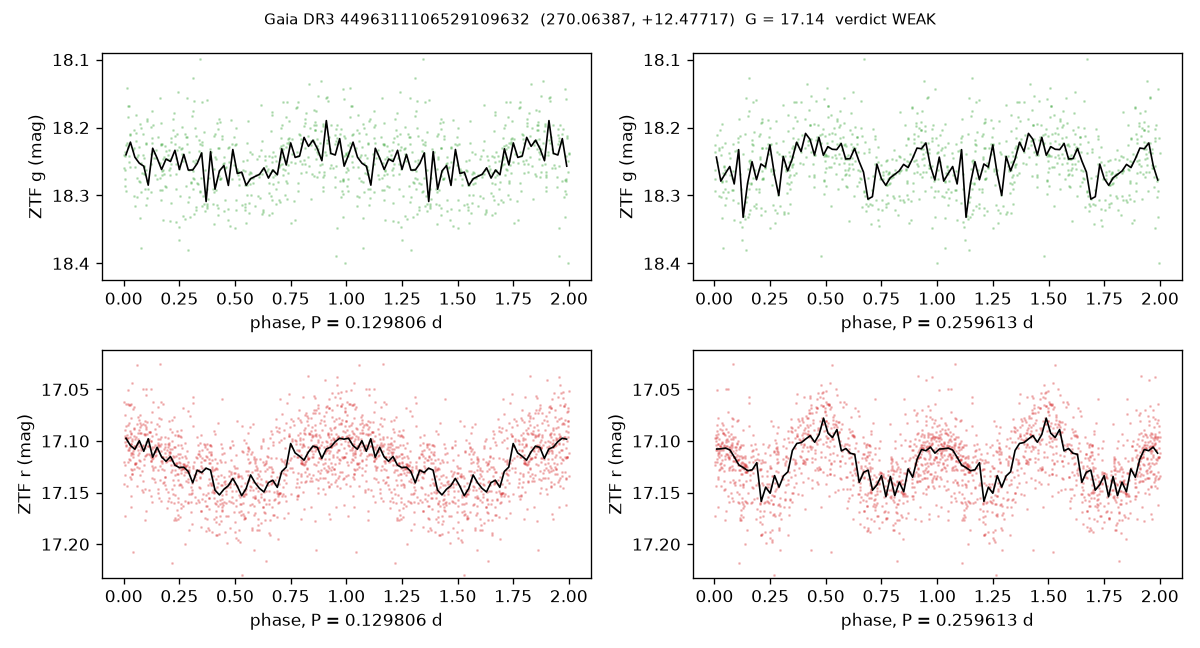 Gaia DR3 4496311106529109632  (270.06387, +12.47717)  G = 17.14  verdict WEAK
18.1
18.2
18.3
18.4
ZTF g (mag)
0.00 0.25 0.50 0.75 1.00 1.25 1.50 1.75 2.00
phase, P = 0.129806 d
18.1
18.2
18.3
18.4
ZTF g (mag)
0.00 0.25 0.50 0.75 1.00 1.25 1.50 1.75 2.00
phase, P = 0.259613 d
17.05
17.10
17.15
17.20
ZTF r (mag)
0.00 0.25 0.50 0.75 1.00 1.25 1.50 1.75 2.00
phase, P = 0.129806 d
17.05
17.10
17.15
17.20
ZTF r (mag)
0.00 0.25 0.50 0.75 1.00 1.25 1.50 1.75 2.00
phase, P = 0.259613 d